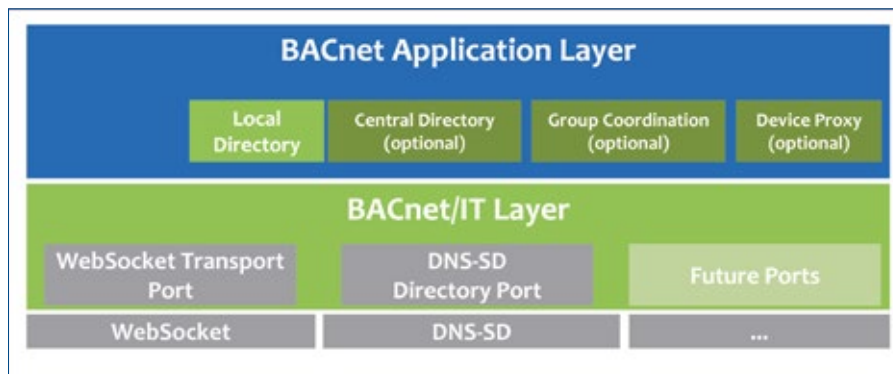 BACnet Application Layer
Local
Directory
Central Directory
(optional)
Group Coordination
(optional)
Device Proxy
(optional)
BACnet/IT Layer
WebSocket Transport
Port
DNS-SD
Directory Port
Future Ports
WebSocket
DNS-SD
...